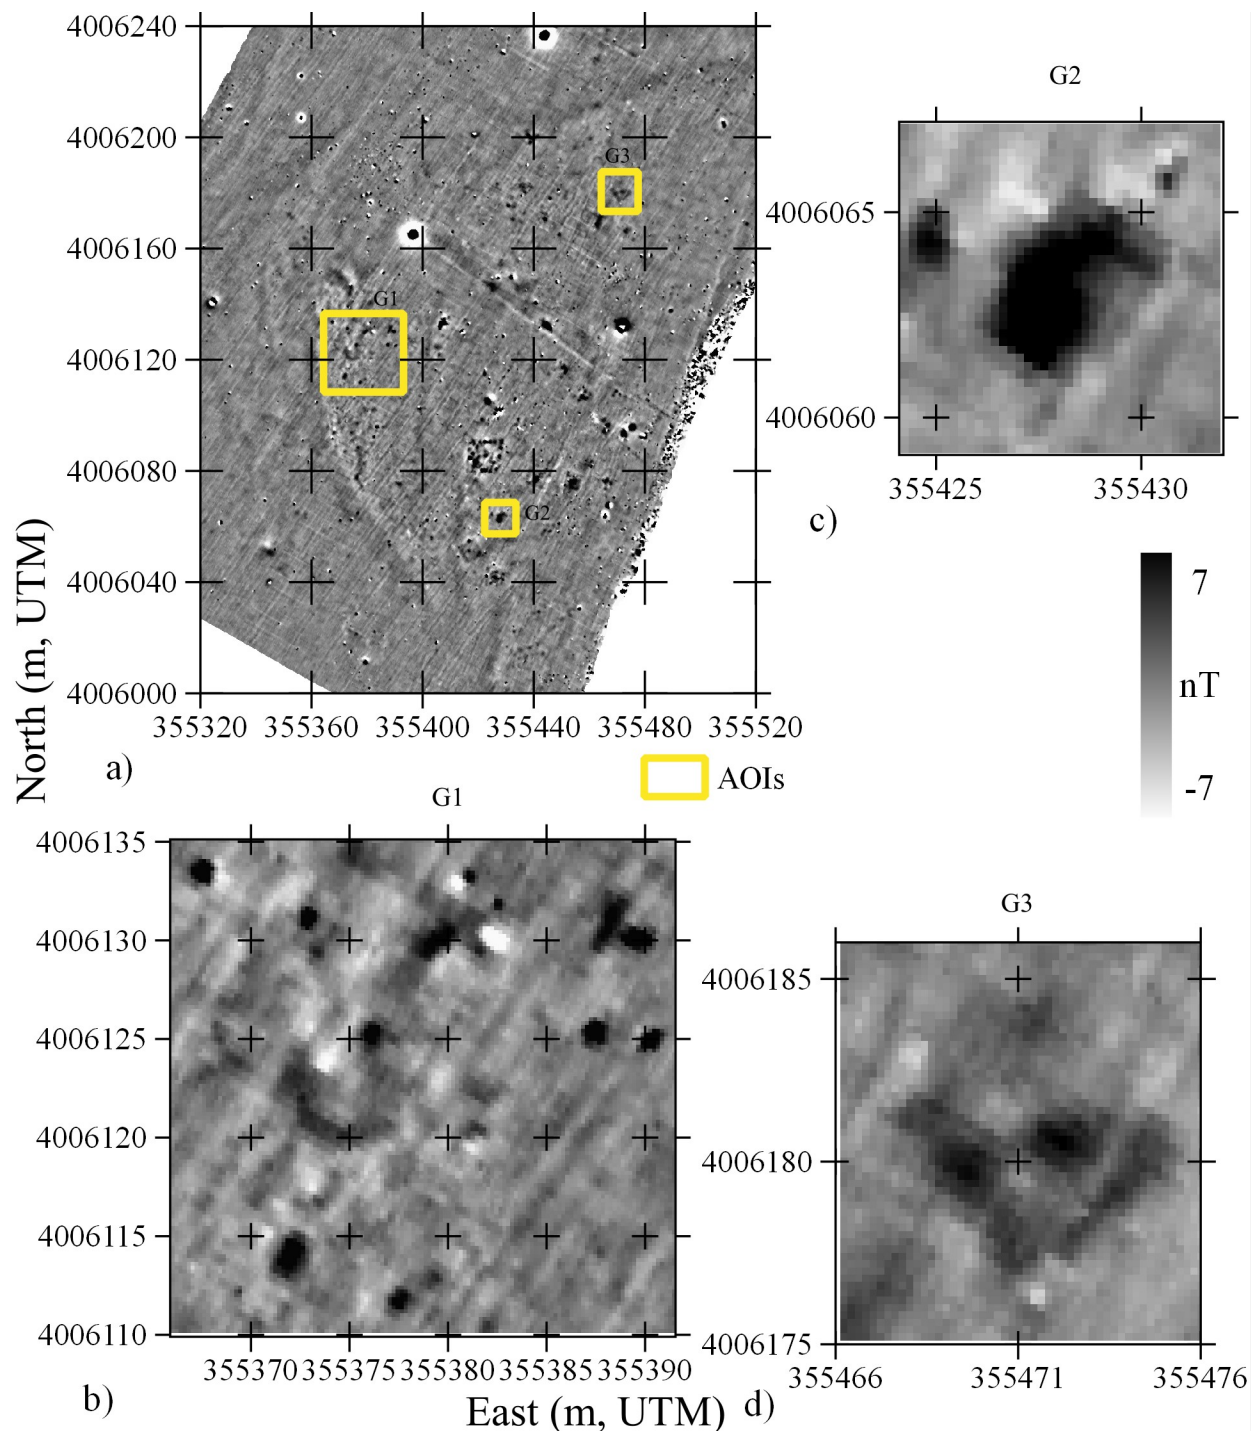 4006240
4006200
4006160
4006120
4006080
4006040
4006000
355320 355360 355400 355440 355480 355520
North (m, UTM)
G3
G1
G2
a)
AOIs
G2
4006065
4006060
355425 355430
c)
7
nT
-7
G1
4006135
4006130
4006125
4006120
4006115
4006110
355370 355375 355380 355385 355390
b)
East (m, UTM)
G3
4006185
4006180
4006175
355466 355471 355476
d)